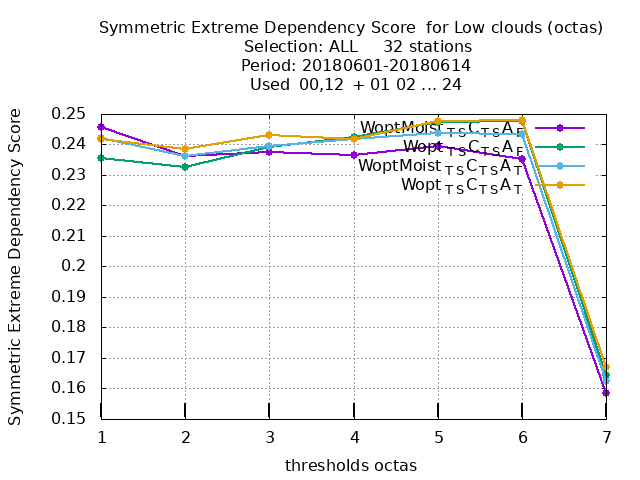 Symmetric Extreme Dependency Score for Low clouds (octas)
Selection: ALL 32 stations
Period: 20180601-20180614
Used 00,12 + 01 02 ... 24
Symmetric Extreme Dependency Score
0.25
0.24
0.23
0.22
0.21
0.2
0.19
0.18
0.17
0.16
0.15
WoptMoist_TSC_TSA_F
Wopt_TSC_TSA_F
WoptMoist_TSC_TSA_T
Wopt_TSC_TSA_T
1 2 3 4 5 6 7
thresholds octas